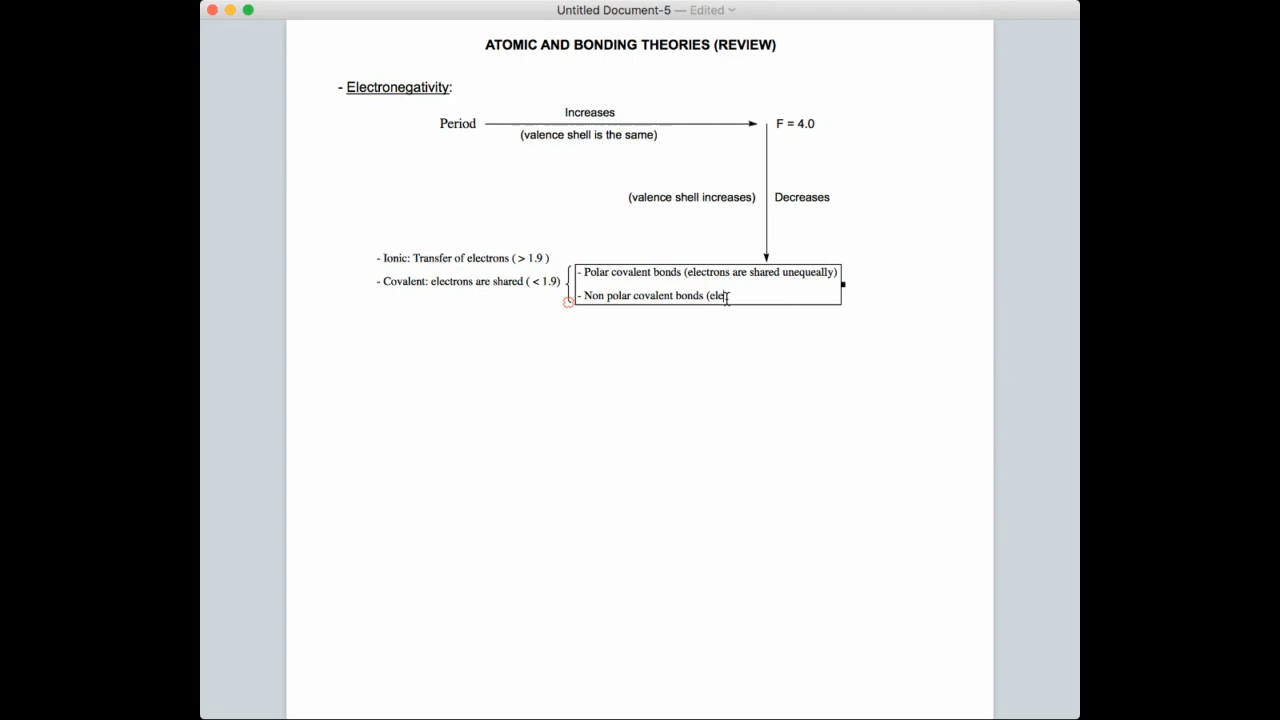 Untitled Document-5 — Edited
ATOMIC AND BONDING THEORIES (REVIEW)
- Electronegativity:
Increases
Period
F = 4.0
(valence shell is the same)
(valence shell increases)
Decreases
- Ionic: Transfer of electrons ( > 1.9 )
- Covalent: electrons are shared ( < 1.9)
- Polar covalent bonds (electrons are shared unequeally)
- Non polar covalent bonds (ele